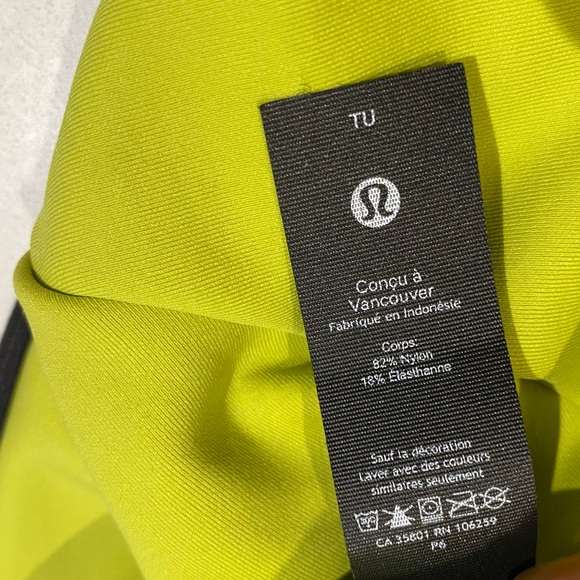 TU
Conçu à
Vancouver
Fabriqué en Indonésie
Corps:
82% Nylon
18% Élasthanne
Sauf la décoration
Laver avec des couleurs
similaires seulement
CA 35801 RN 106259
P6